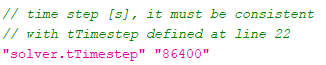 // time step [s], it must be consistent
// with tTimestep defined at line 22
"solver.tTimestep" "86400"